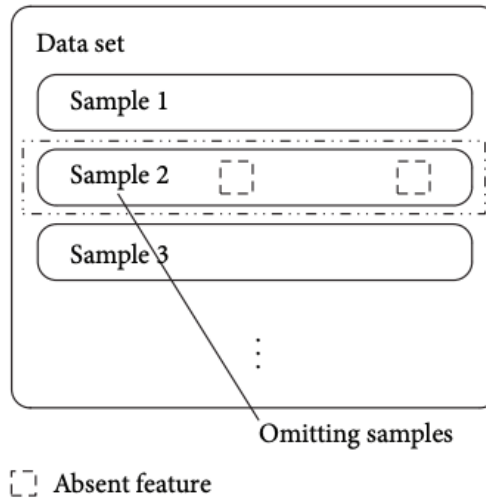 Data set
Sample 1
Sample 2
Sample 3
⋮
Omitting samples
Absent feature